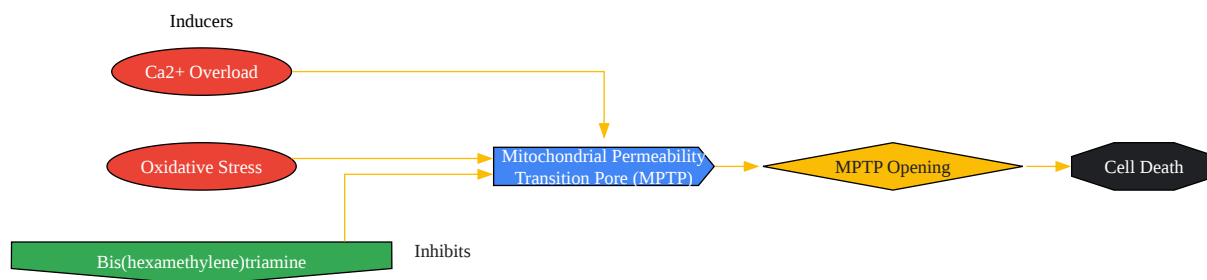 Inducers
Ca2+ Overload
Oxidative Stress
Mitochondrial Permeability
Transition Pore (MPTP)
MPTP Opening
Cell Death
Bis(hexamethylene)triamine
Inhibits